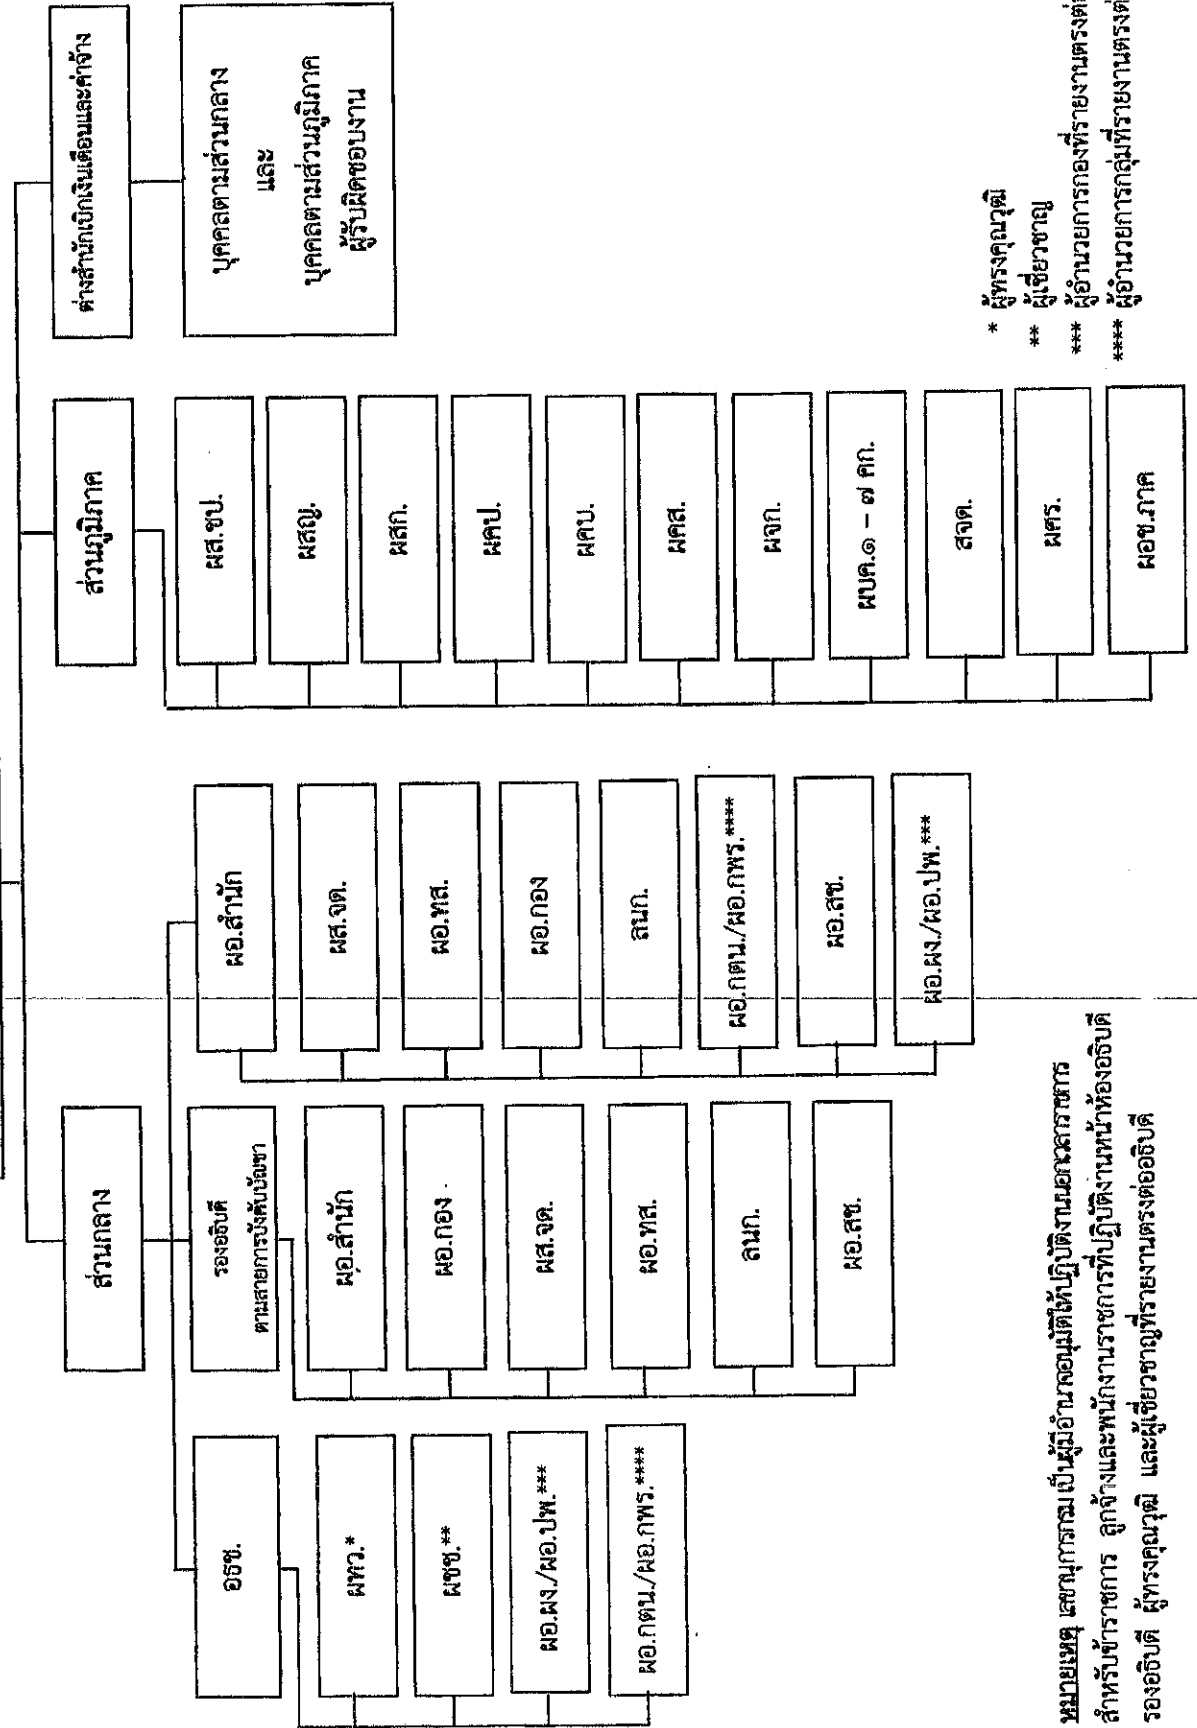 ส่วนกลาง
อธช.
ผทว.*
ผชช.**
ผอ.ผง./ผอ.ปพ.***
ผอ.กตน./ผอ.กพร.****
รองอธิบดี
ตามสายการบังคับบัญชา
ผอ.สำนัก
ผอ.กอง
ผส.จด.
ผอ.ทส.
ลนก.
ผอ.สช.
ผอ.สำนัก
ผส.จด.
ผอ.ทส.
ผอ.กอง
ลนก.
ผอ.กตน./ผอ.กพร.****
ผอ.สช.
ผอ.ผง./ผอ.ปพ.***
ส่วนภูมิภาค
ผส.ชป.
ผสญ.
ผสก.
ผคป.
ผคบ.
ผคส.
ผจก.
ผบค.๑ - ๗ คก.
สจด.
ผศร.
ผอช.ภาค
ต่างสำนักเบิกเงินเดือนและค่าจ้าง
บุคคลตามส่วนกลาง
และ
บุคคลตามส่วนภูมิภาค
ผู้รับผิดชอบงาน
* ผู้ทรงคุณวุฒิ
** ผู้เชี่ยวชาญ
*** ผู้อำนวยการกองที่รายงานตรงต่อ
**** ผู้อำนวยการกลุ่มที่รายงานตรงต่
หมายเหตุ เลขานุการกรม เป็นผู้มีอำนาจอนุมัติให้ปฏิบัติงานนอกเวลาราชการ
สำหรับข้าราชการ ลูกจ้างและพนักงานราชการที่ปฏิบัติงานหน้าห้องอธิบดี
รองอธิบดี ผู้ทรงคุณวุฒิ และผู้เชี่ยวชาญที่รายงานตรงต่ออธิบดี